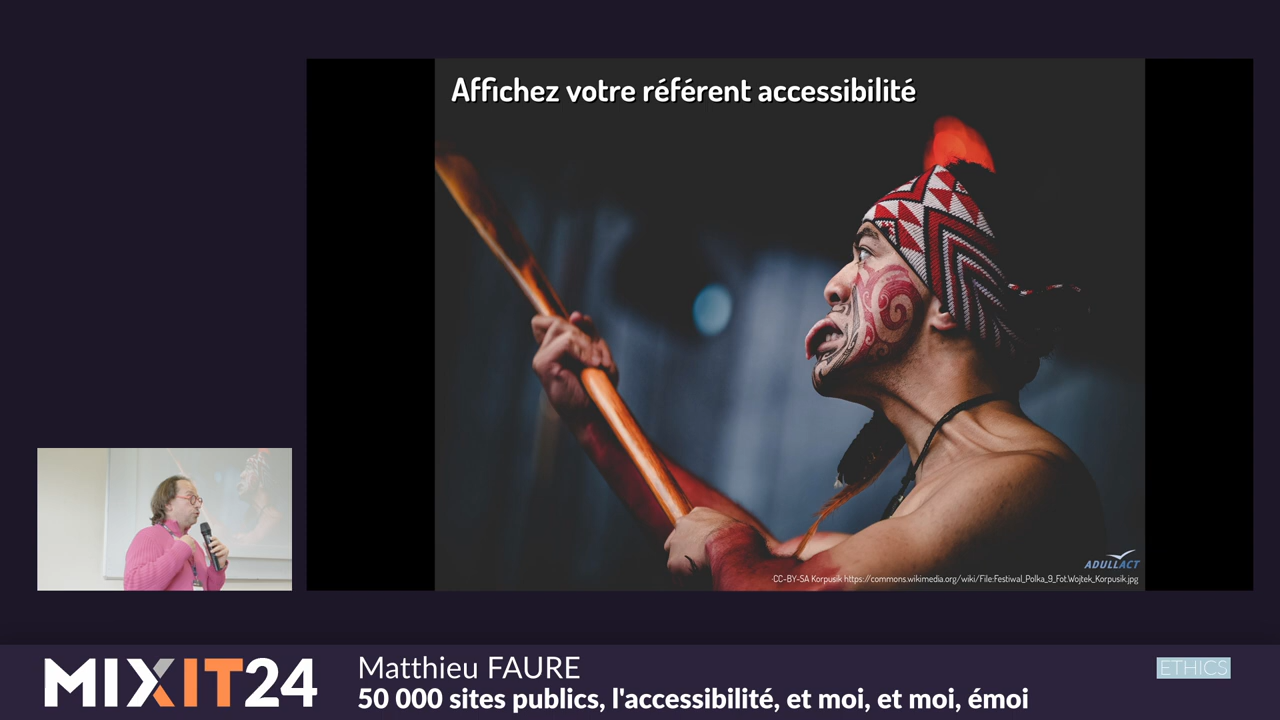 Affichez votre référent accessibilité
ADULLACT
CC-BY-SA Korpusik https://commons.wikimedia.org/wiki/File:Festiwal_Polka_9_Fot.Wojtek_Korpusik.jpg
MIXIT24
Matthieu FAURE
50 000 sites publics, l'accessibilité, et moi, et moi, émoi
ETHICS